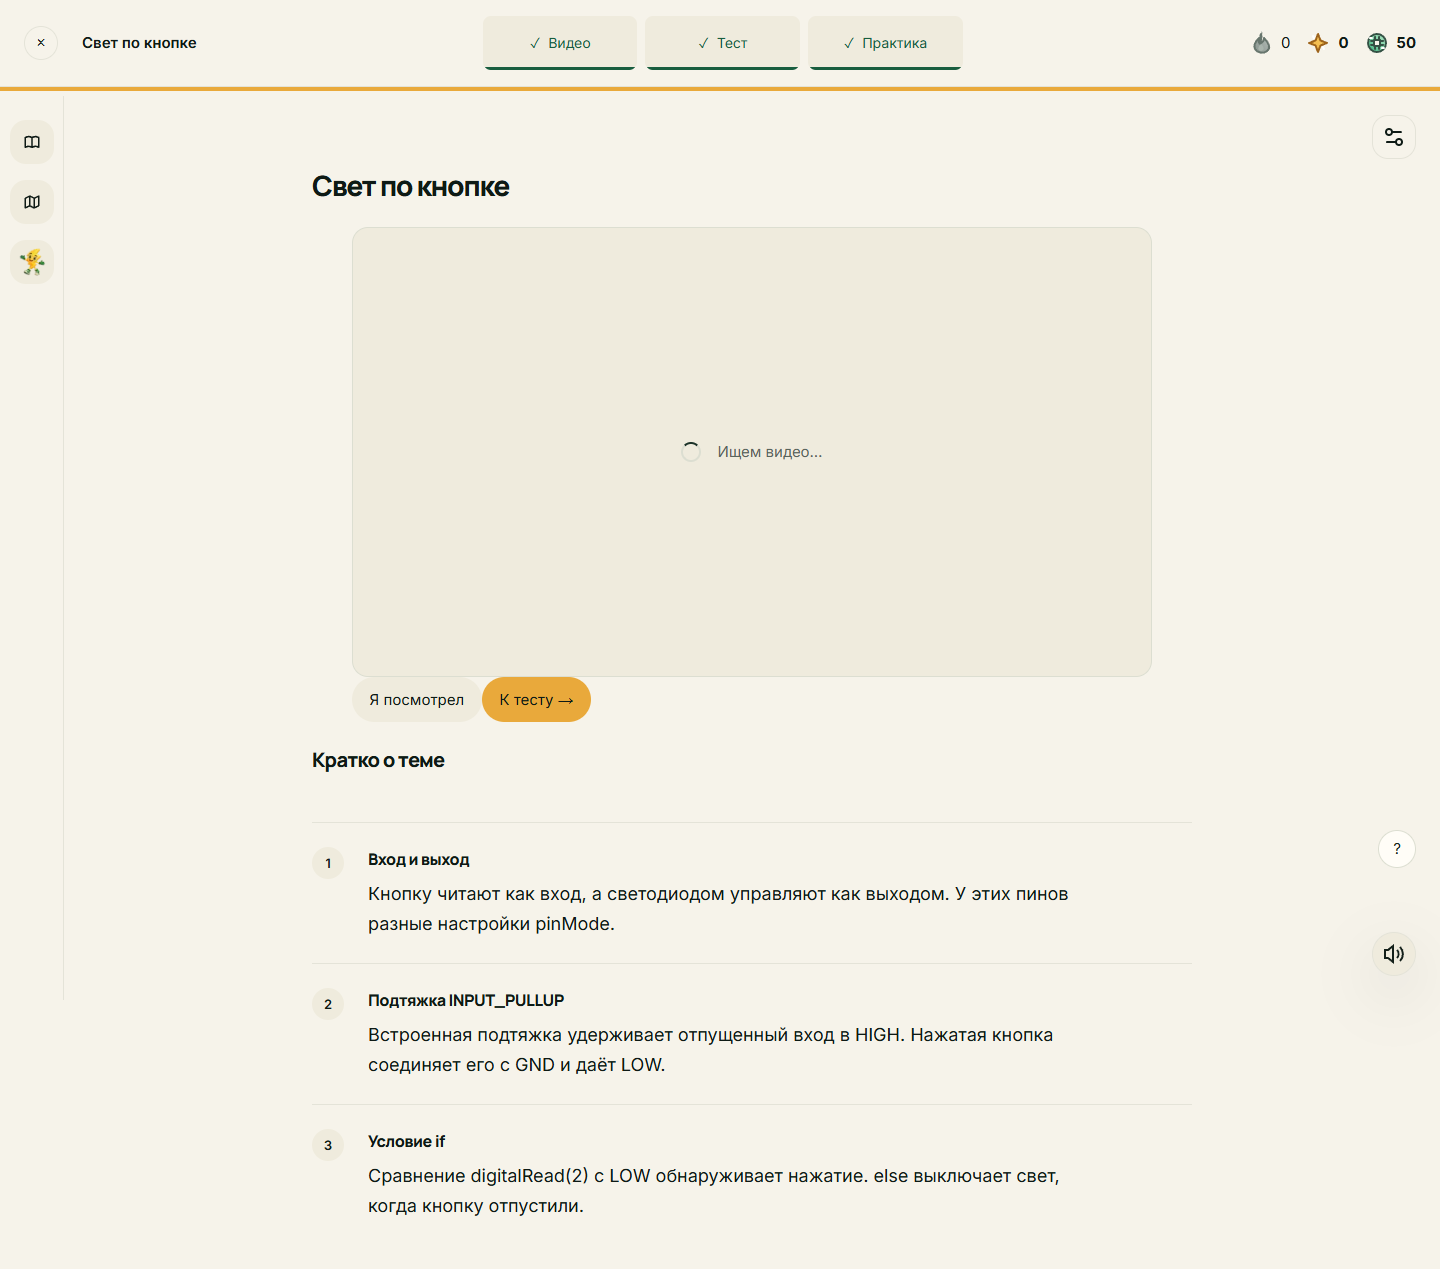 × Свет по кнопке ✓ Видео ✓ Тест ✓ Практика 0 0 50
Свет по кнопке
Ищем видео...
Я посмотрел К тесту →
Кратко о теме
1 Вход и выход
Кнопку читают как вход, а светодиодом управляют как выходом. У этих пинов
разные настройки pinMode.
?
2 Подтяжка INPUT_PULLUP
Встроенная подтяжка удерживает отпущенный вход в HIGH. Нажатая кнопка
соединяет его с GND и даёт LOW.
3 Условие if
Сравнение digitalRead(2) с LOW обнаруживает нажатие. else выключает свет,
когда кнопку отпустили.